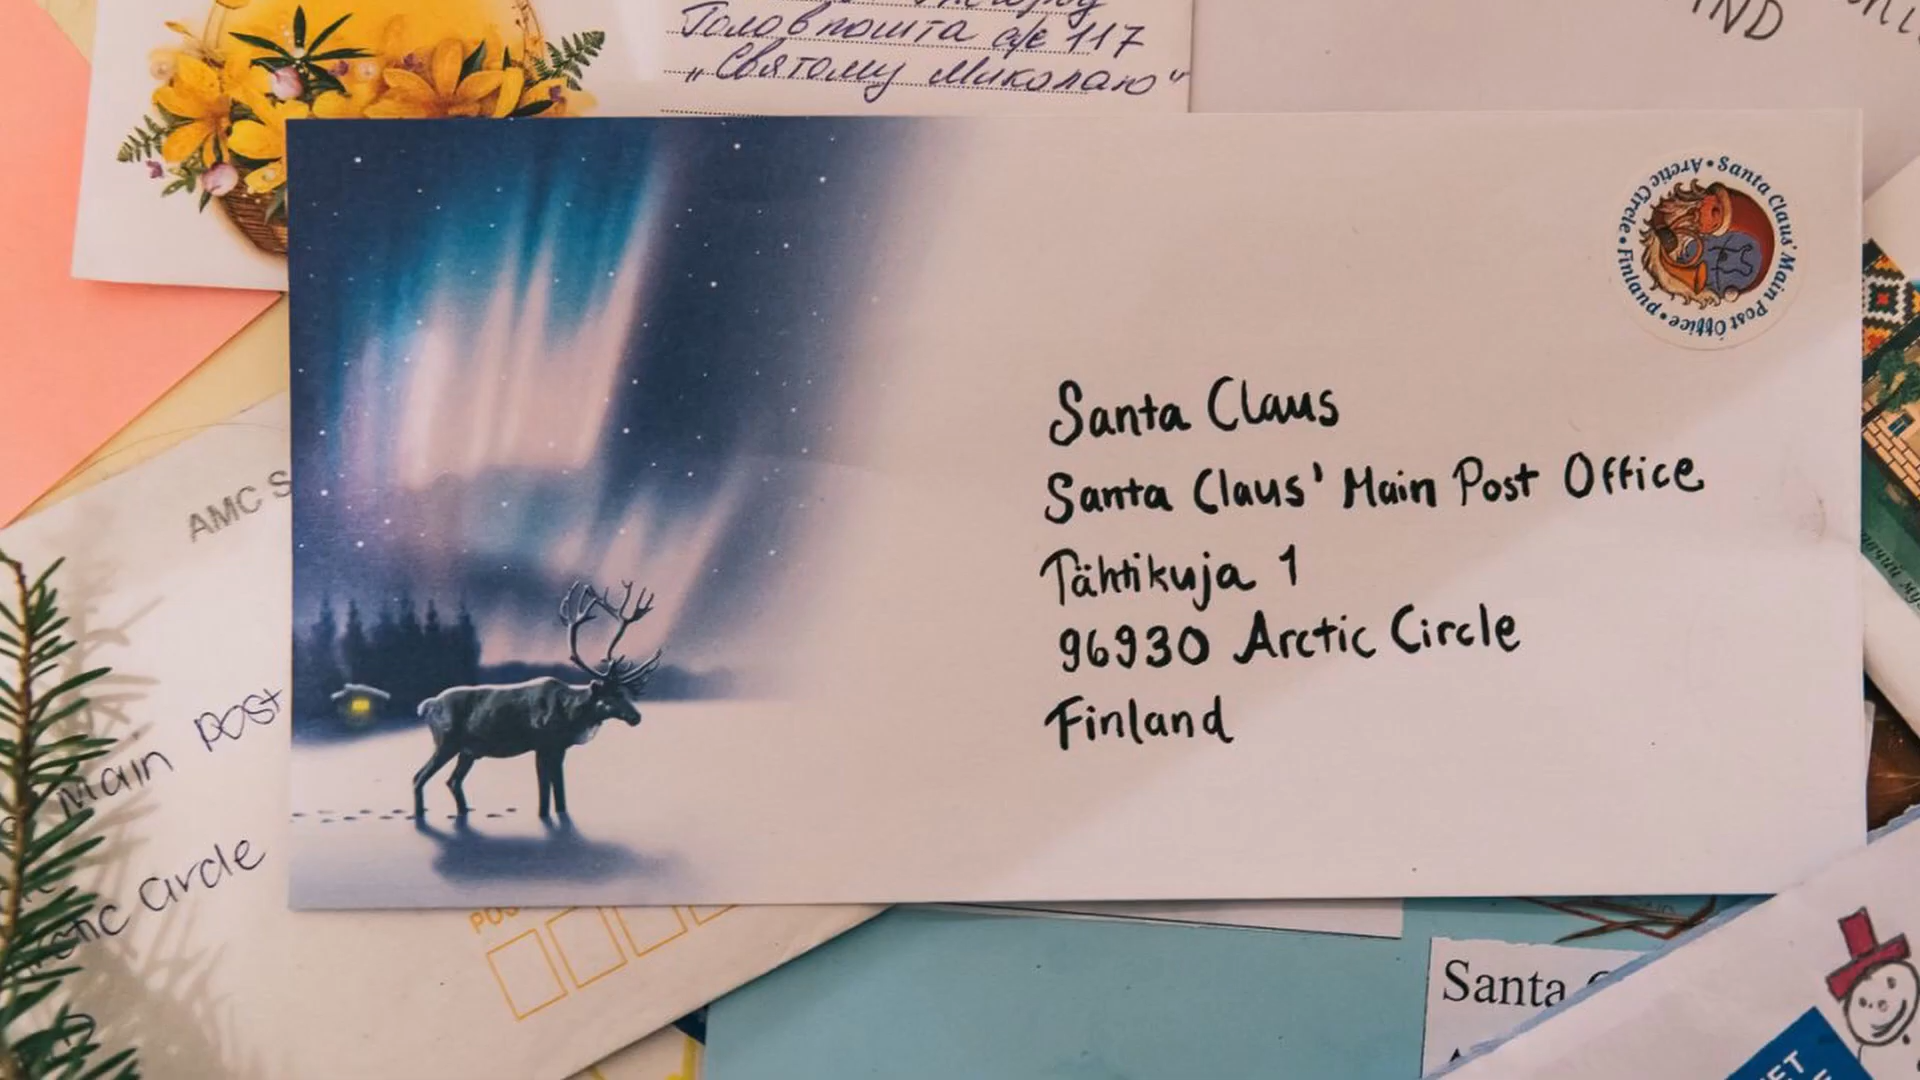 Головпошта а/с 117
„Святому Миколаю“
Santa Claus' Main Post Office • Finland • Arctic Circle •
Santa Claus
Santa Claus' Main Post Office
Tähtikuja 1
96930 Arctic Circle
Finland
AMC S
Main post
Circle
Santa